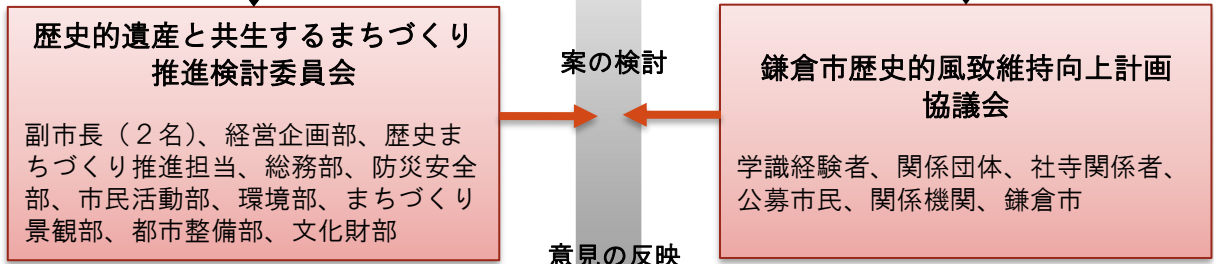 歴史的遺産と共生するまちづくり
推進検討委員会
副市長(2名)、経営企画部、歴史ま
ちづくり推進担当、総務部、防災安全
部、市民活動部、環境部、まちづくり
景観部、都市整備部、文化財部
案の検討
意見の反映
鎌倉市歴史的風致維持向上計画
協議会
学識経験者、関係団体、社寺関係者、
公募市民、関係機関、鎌倉市